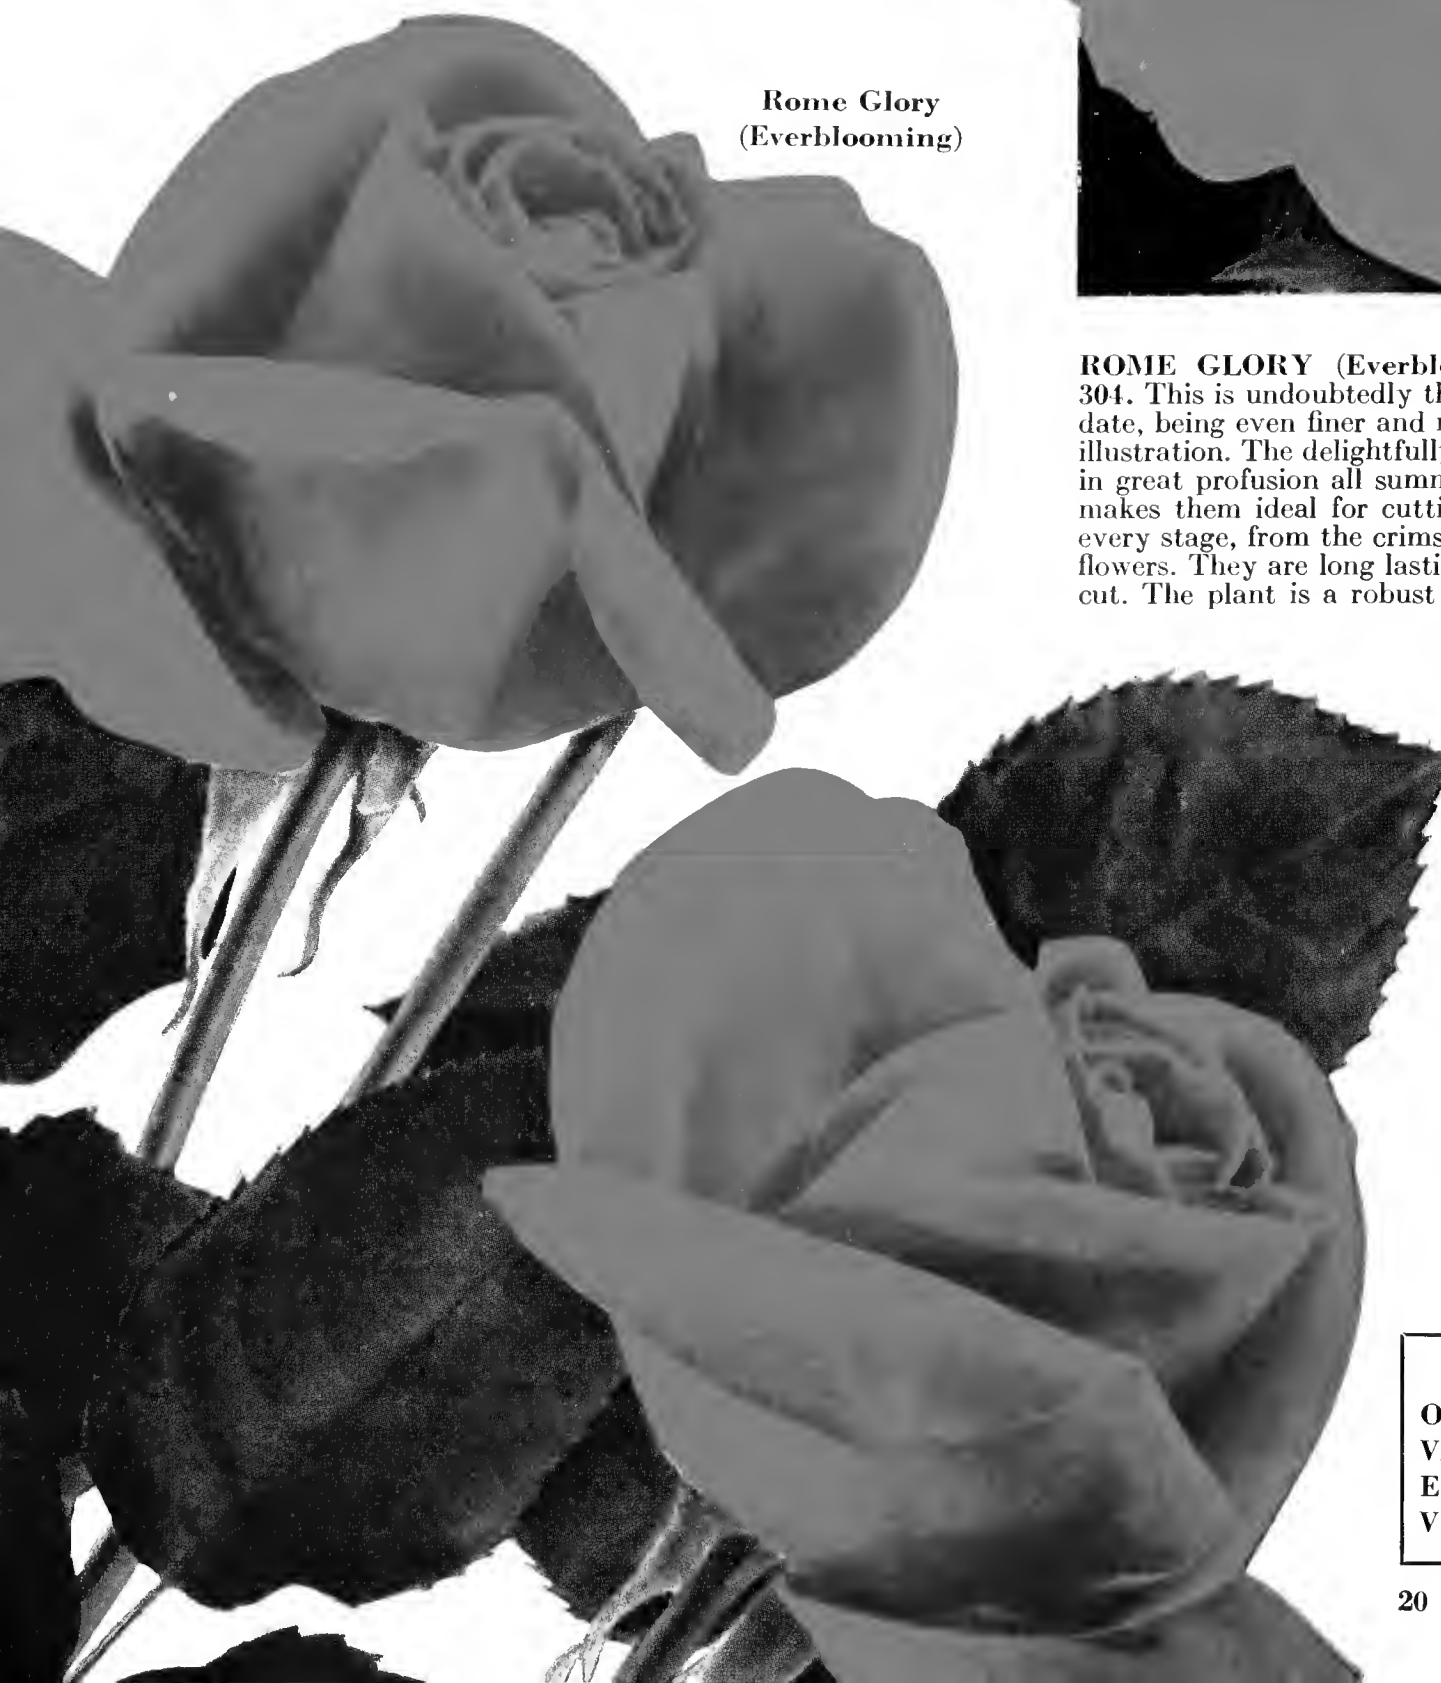 Rome Glory
(Everblooming)
ROME GLORY (Everbl
304. This is undoubtedly t
date, being even finer and
illustration. The delightfull
in great profusion all sum
makes them ideal for cutti
every stage, from the crims
flowers. They are long lasti
cut. The plant is a robust
O
V
E
V
20